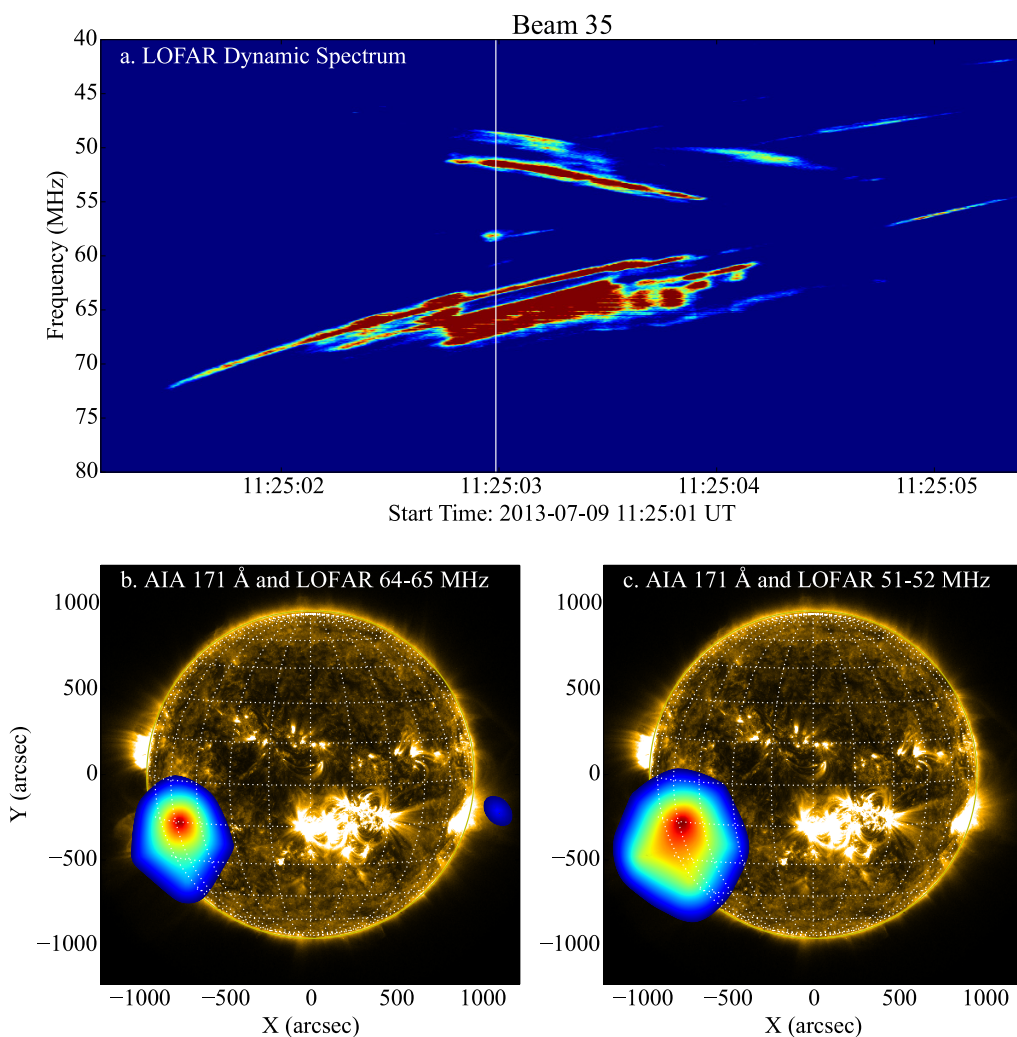 Beam 35
a. LOFAR Dynamic Spectrum
40
45
50
55
60
65
70
75
80
Frequency (MHz)
11:25:02 11:25:03 11:25:04 11:25:05
Start Time: 2013-07-09 11:25:01 UT
b. AIA 171 Å and LOFAR 64-65 MHz
1000
500
0
−500
−1000
Y (arcsec)
−1000 −500 0 500 1000
X (arcsec)
c. AIA 171 Å and LOFAR 51-52 MHz
1000
500
0
−500
−1000
−1000 −500 0 500 1000
X (arcsec)